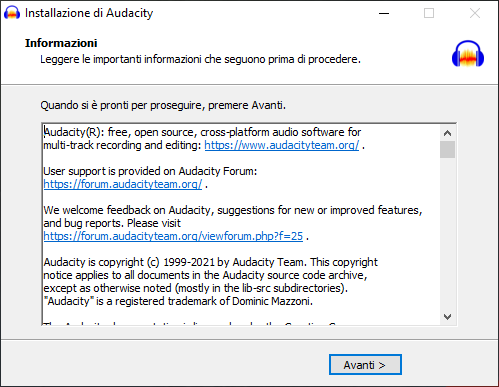 Installazione di Audacity
Informazioni
Leggere le importanti informazioni che seguono prima di procedere.
Quando si è pronti per proseguire, premere Avanti.
Audacity(R): free, open source, cross-platform audio software for
multi-track recording and editing: https://www.audacityteam.org/ .
User support is provided on Audacity Forum:
https://forum.audacityteam.org/ .
We welcome feedback on Audacity, suggestions for new or improved features,
and bug reports. Please visit
https://forum.audacityteam.org/viewforum.php?f=25 .
Audacity is copyright (c) 1999-2021 by Audacity Team. This copyright
notice applies to all documents in the Audacity source code archive,
except as otherwise noted (mostly in the lib-src subdirectories).
"Audacity" is a registered trademark of Dominic Mazzoni.
Avanti >